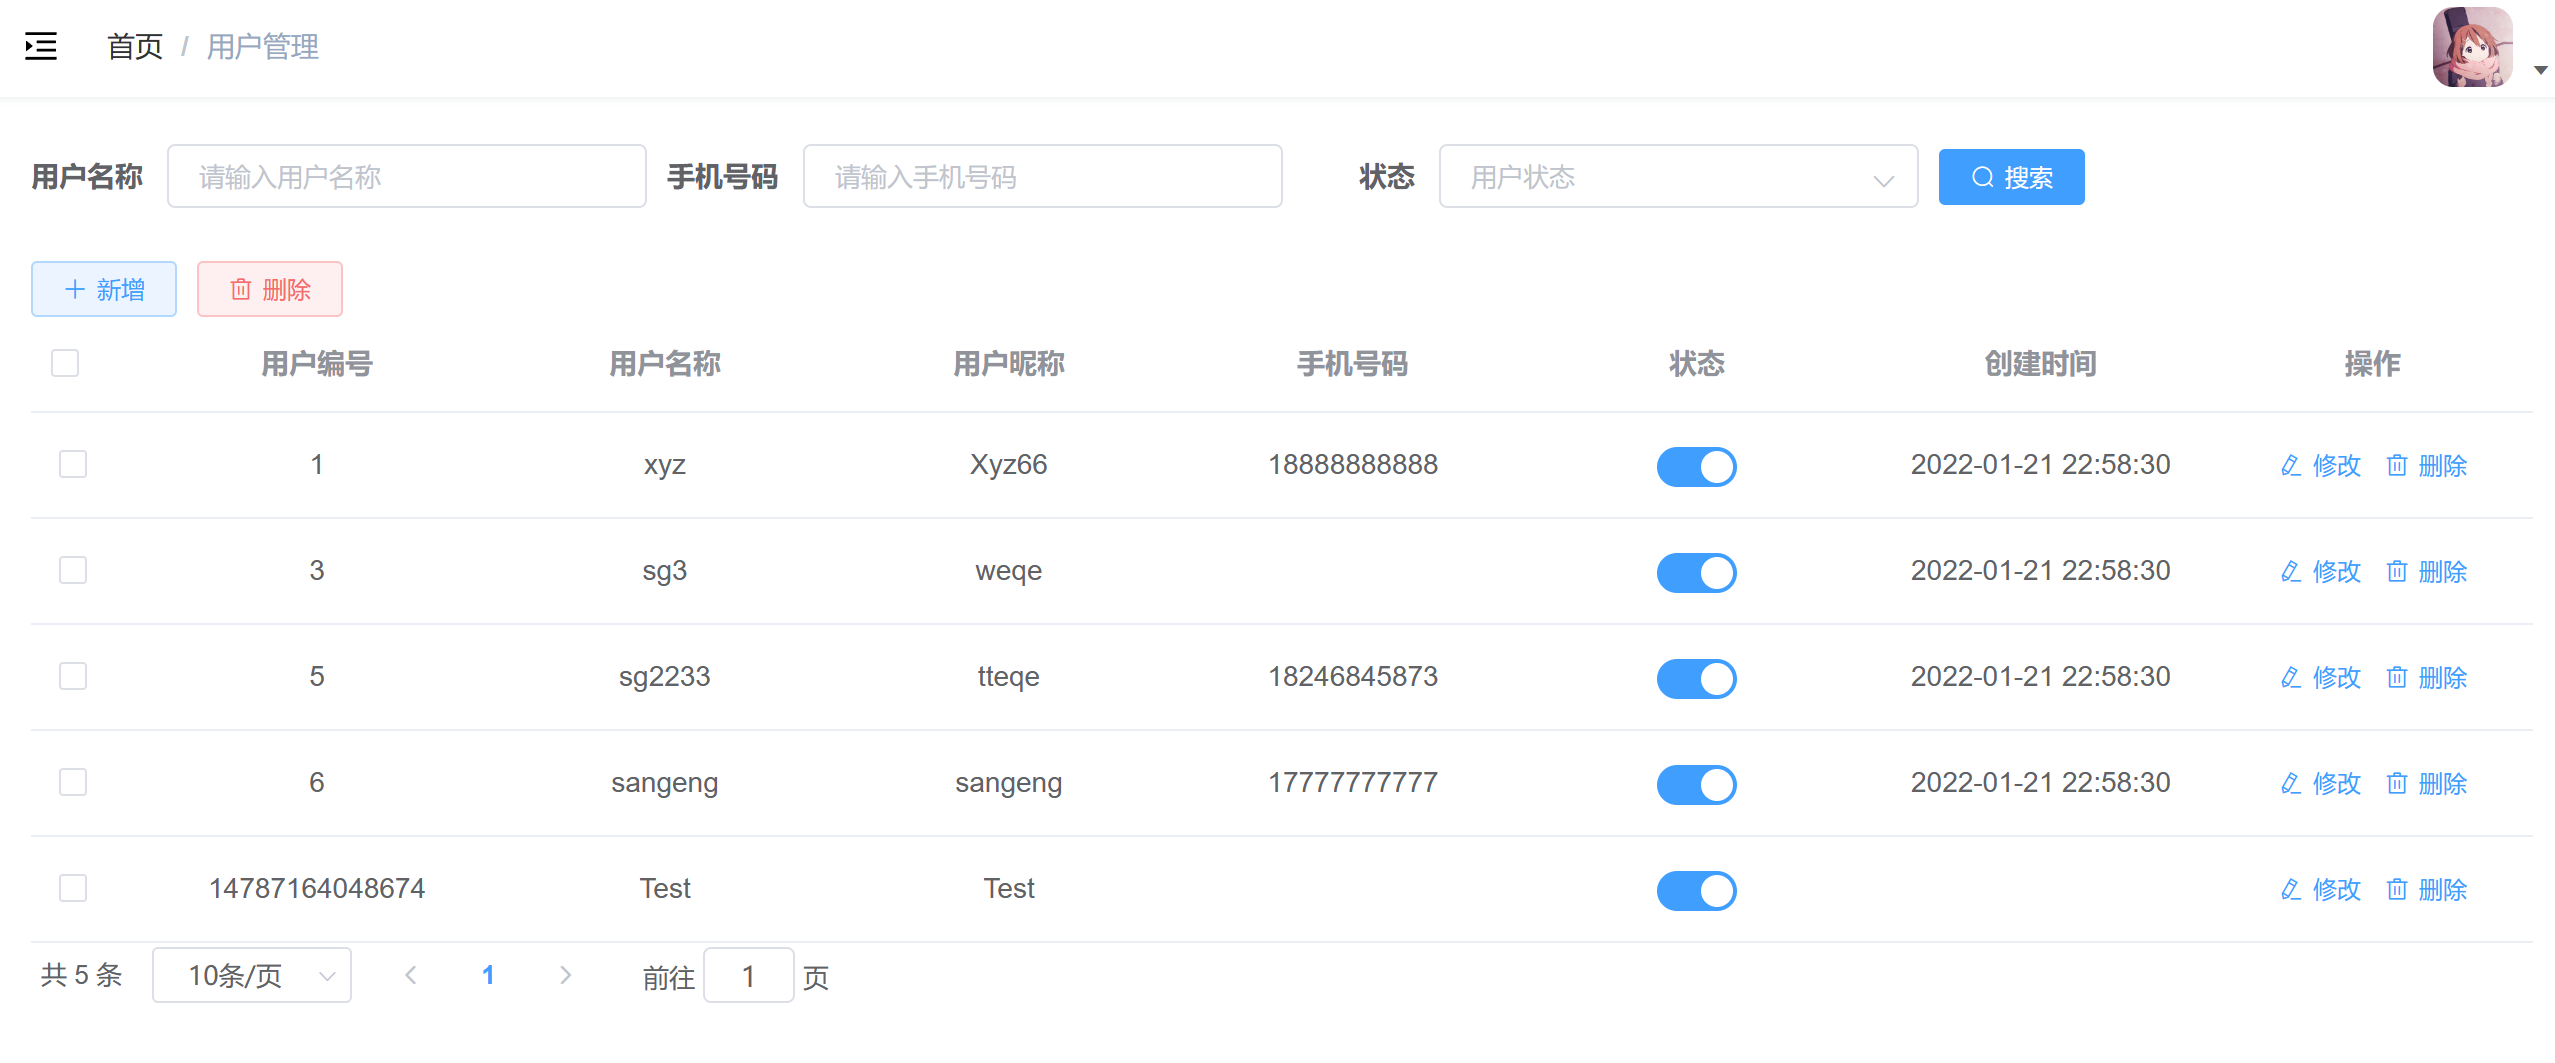 首页 / 用户管理
用户名称 请输入用户名称 手机号码 请输入手机号码 状态 用户状态 搜索
新增 删除
用户编号 用户名称 用户昵称 手机号码 状态 创建时间 操作
1 xyz Xyz66 18888888888 2022-01-21 22:58:30 修改 删除
3 sg3 weqe 2022-01-21 22:58:30 修改 删除
5 sg2233 tteqe 18246845873 2022-01-21 22:58:30 修改 删除
6 sangeng sangeng 17777777777 2022-01-21 22:58:30 修改 删除
14787164048674 Test Test 修改 删除
共 5 条 10条/页 1 前往 1 页